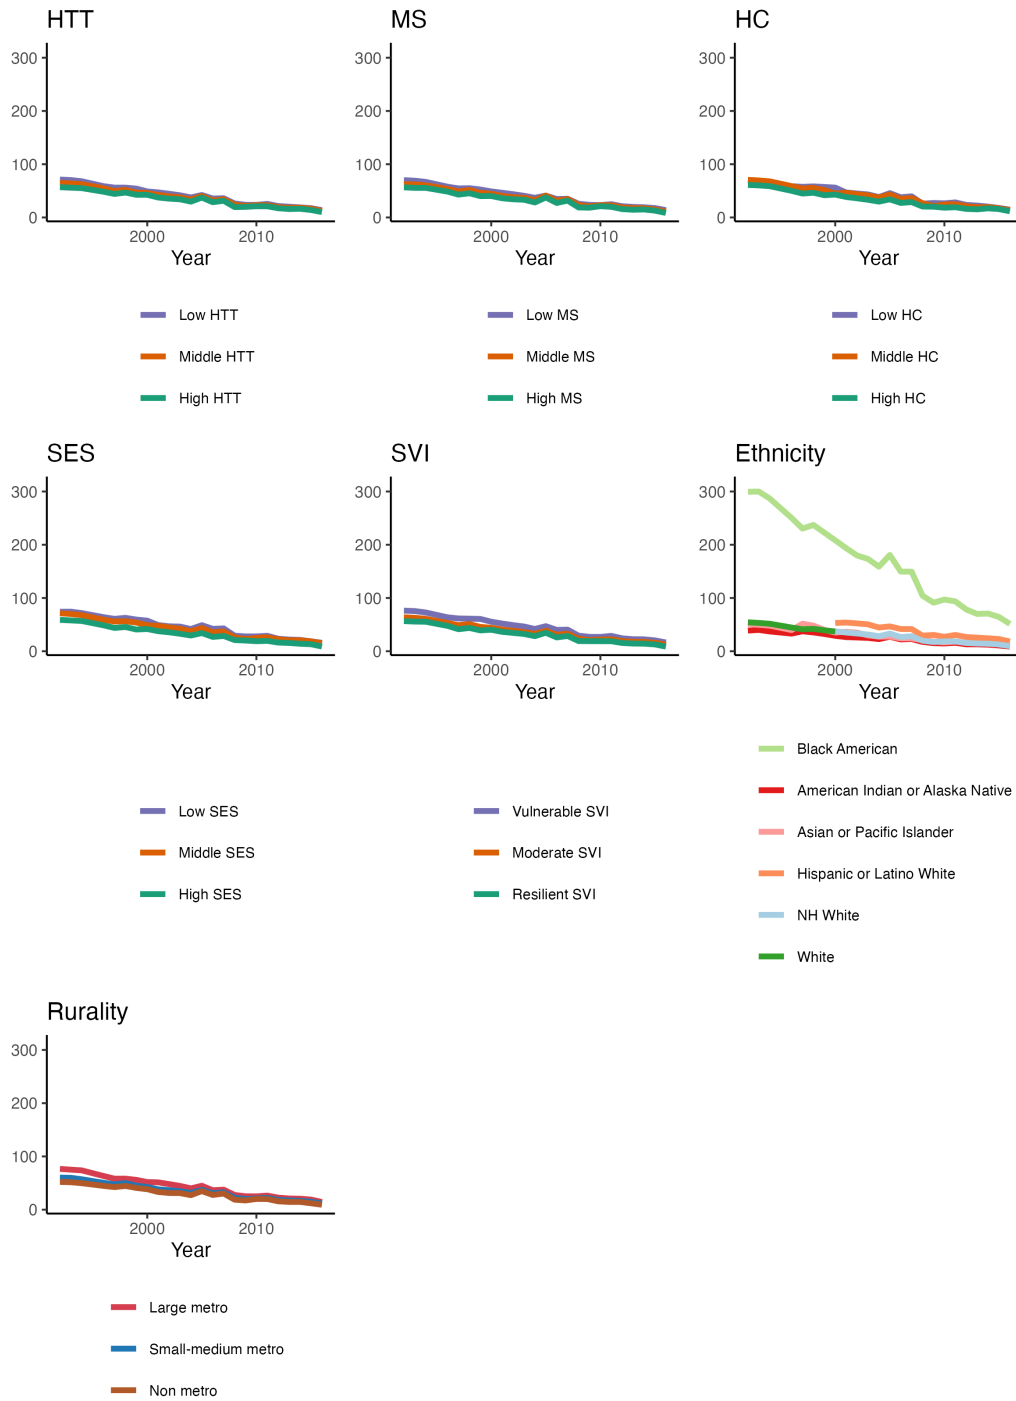 HTT
300
200
100
0
2000 2010
Year
Low HTT
Middle HTT
High HTT
MS
300
200
100
0
2000 2010
Year
Low MS
Middle MS
High MS
HC
300
200
100
0
2000 2010
Year
Low HC
Middle HC
High HC
SES
300
200
100
0
2000 2010
Year
Low SES
Middle SES
High SES
SVI
300
200
100
0
2000 2010
Year
Vulnerable SVI
Moderate SVI
Resilient SVI
Ethnicity
300
200
100
0
2000 2010
Year
Black American
American Indian or Alaska Native
Asian or Pacific Islander
Hispanic or Latino White
NH White
White
Rurality
300
200
100
0
2000 2010
Year
Large metro
Small-medium metro
Non metro